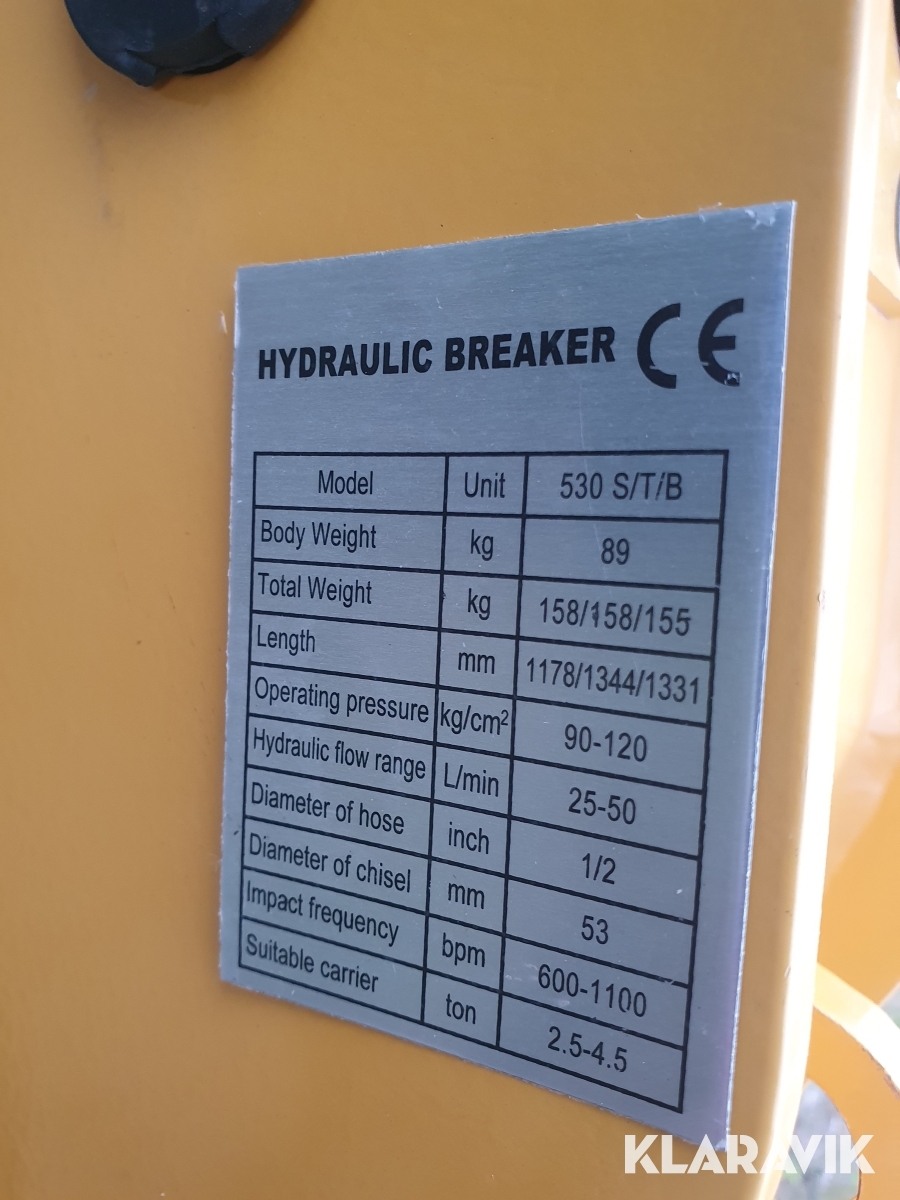 HYDRAULIC BREAKER CE
Model Unit 530 S/T/B
Body Weight kg 89
Total Weight kg 158/158/155
Length mm 1178/1344/1331
Operating pressure kg/cm² 90-120
Hydraulic flow range L/min 25-50
Diameter of hose inch 1/2
Diameter of chisel mm 53
Impact frequency bpm 600-1100
Suitable carrier ton 2.5-4.5
KLARAVIK